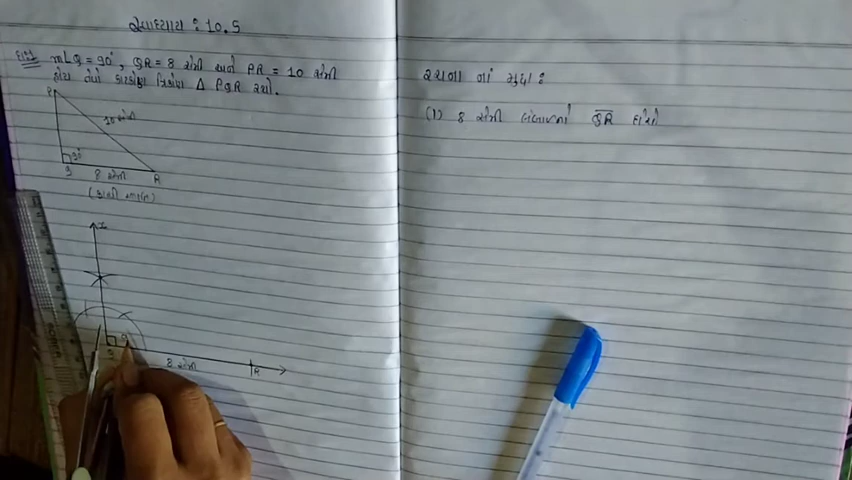 સ્વાધ્યાય : 10.5
દા:1 m∠Q = 90°, QR = 8 સેમી અને PR = 10 સેમી
હોય તેવો કાટકોણ ત્રિકોણ Δ PQR રચો.
P
10 સેમી
90°
Q 8 સેમી R
(કાચી આકૃતિ)
Z
8 સેમી R
રચના નાં મુદ્દા :
(1) 8 સેમી લંબાઈનાં QR દોરો